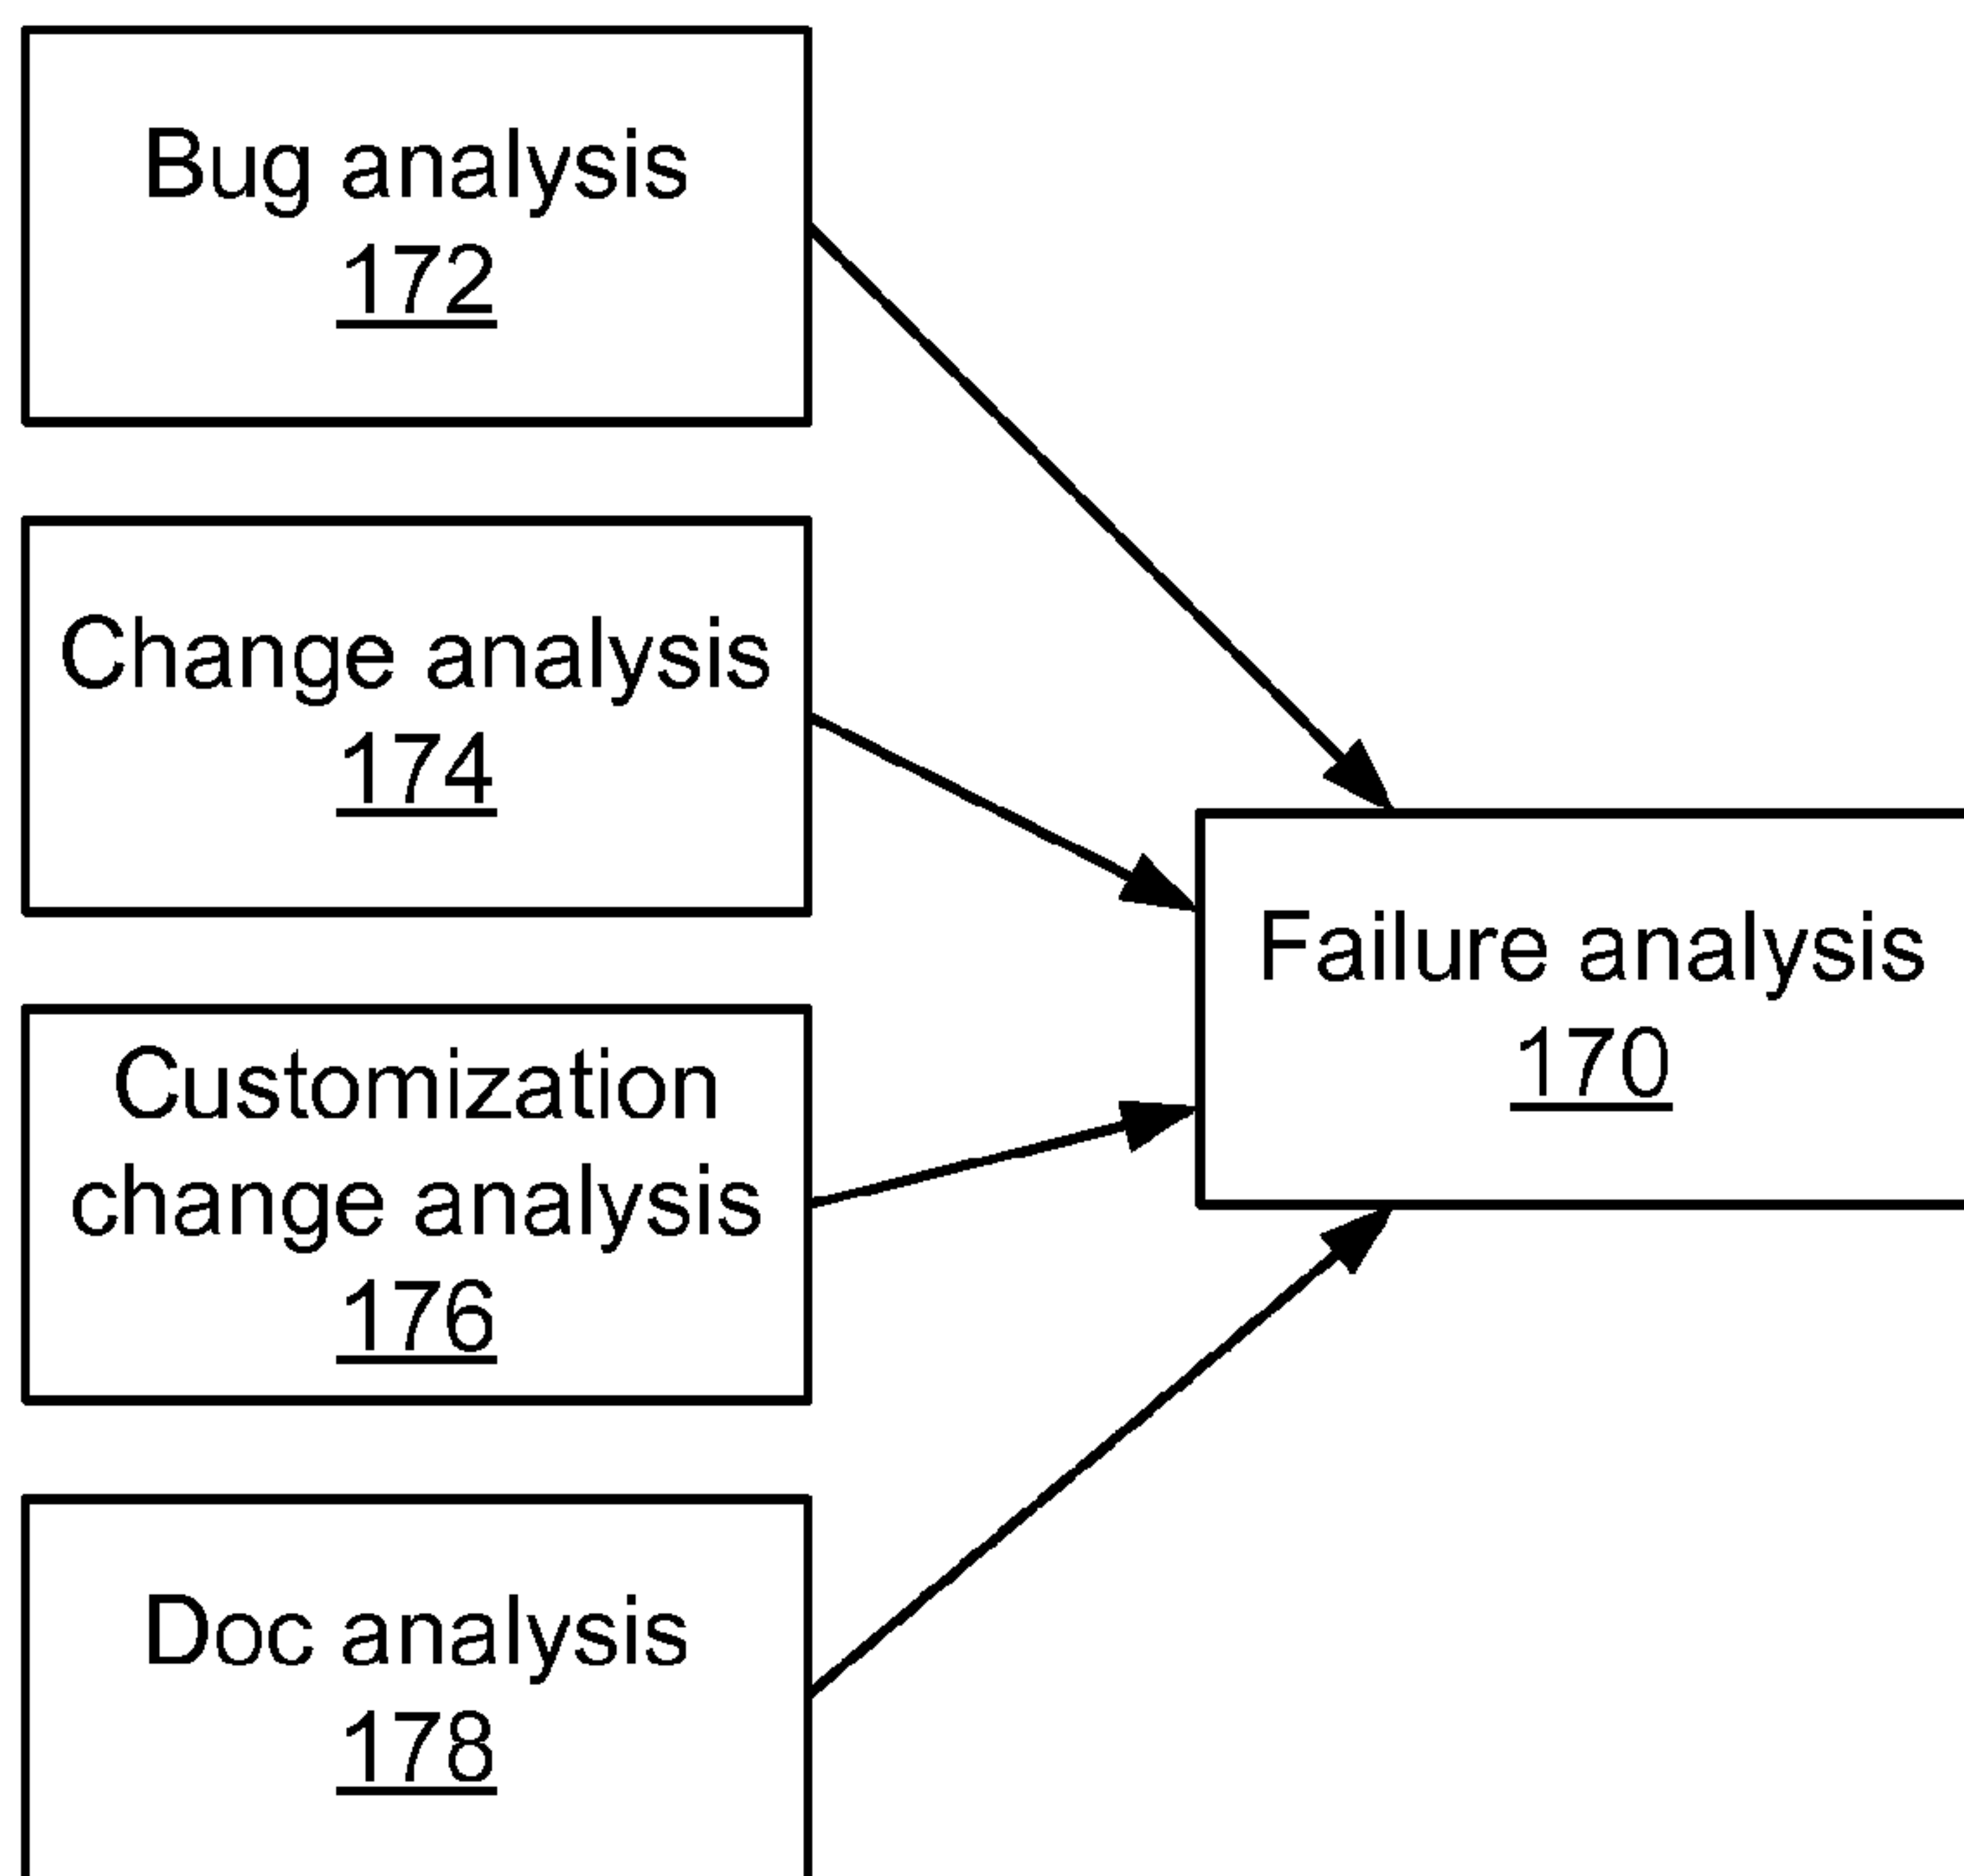 Bug analysis
172
Change analysis
174
Customization
change analysis
176
Doc analysis
178
Failure analysis
170